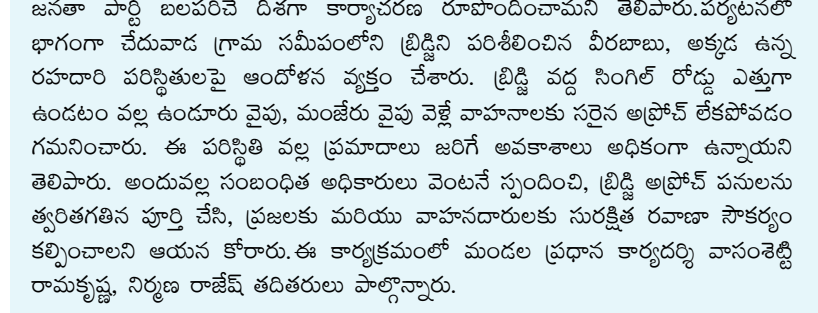 జనతా పార్టీ బలపరిచే దిశగా కార్యాచరణ రూపొందించామని తెలిపారు.పర్యటనలో
భాగంగా చేదువాడ గ్రామ సమీపంలోని బ్రిడ్జిని పరిశీలించిన వీరబాబు, అక్కడ ఉన్న
రహదారి పరిస్థితులపై ఆందోళన వ్యక్తం చేశారు. బ్రిడ్జి వద్ద సింగిల్ రోడ్డు ఎత్తుగా
ఉండటం వల్ల ఉండూరు వైపు, మంజేరు వైపు వెళ్లే వాహనాలకు సరైన అప్రోచ్ లేకపోవడం
గమనించారు. ఈ పరిస్థితి వల్ల ప్రమాదాలు జరిగే అవకాశాలు అధికంగా ఉన్నాయని
తెలిపారు. అందువల్ల సంబంధిత అధికారులు వెంటనే స్పందించి, బ్రిడ్జి అప్రోచ్ పనులను
త్వరితగతిన పూర్తి చేసి, ప్రజలకు మరియు వాహనదారులకు సురక్షిత రవాణా సౌకర్యం
కల్పించాలని ఆయన కోరారు.ఈ కార్యక్రమంలో మండల ప్రధాన కార్యదర్శి వాసంశెట్టి
రామకృష్ణ, నిర్మణ రాజేష్ తదితరులు పాల్గొన్నారు.